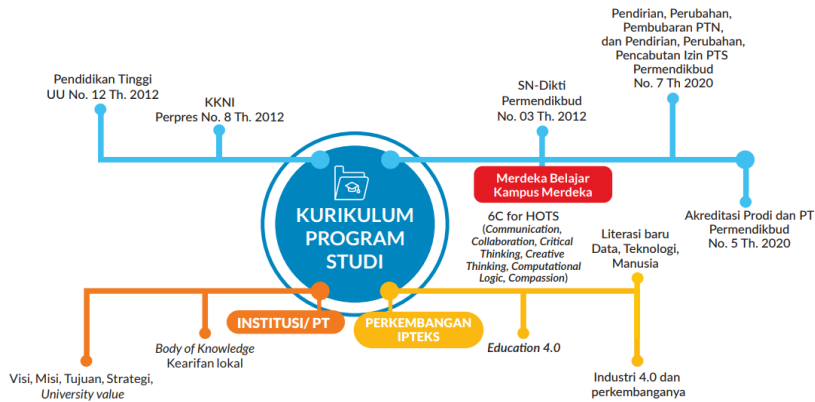 Pendirian, Perubahan,
Pembubaran PTN,
dan Pendirian, Perubahan,
Pencabutan Izin PTS
Permendikbud
No. 7 Th 2020
Pendidikan Tinggi
UU No. 12 Th. 2012
KKNI
Perpres No. 8 Th. 2012
SN-Dikti
Permendikbud
No. 03 Th. 2012
Merdeka Belajar
Kampus Merdeka
KURIKULUM
PROGRAM
STUDI
6C for HOTS
(Communication,
Collaboration, Critical
Thinking, Creative
Thinking, Computational
Logic, Compassion)
Literasi baru
Data, Teknologi,
Manusia
Akreditasi Prodi dan PT
Permendikbud
No. 5 Th. 2020
INSTITUSI/ PT
PERKEMBANGAN
IPTEKS
Body of Knowledge
Kearifan lokal
Education 4.0
Visi, Misi, Tujuan, Strategi,
University value
Industri 4.0 dan
perkembanganya